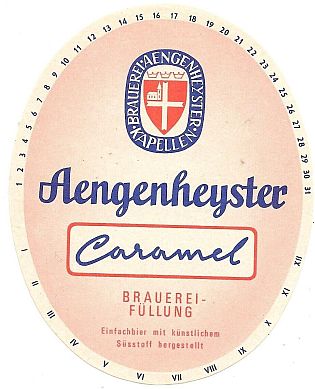 1 2 3 4 5 6 7 8 9 10 11 12 13 14 15 16 17 18 19 20 21 22 23 24 25 26 27 28 29 30 31
BRAUEREI·AENGENHEYSTER·
KAPELLEN
Aengenheyster
Caramel
BRAUEREI-
FÜLLUNG
Einfachbier mit künstlichem
Süsstoff hergestellt
I II III IV V VI VII VIII IX X XI XII